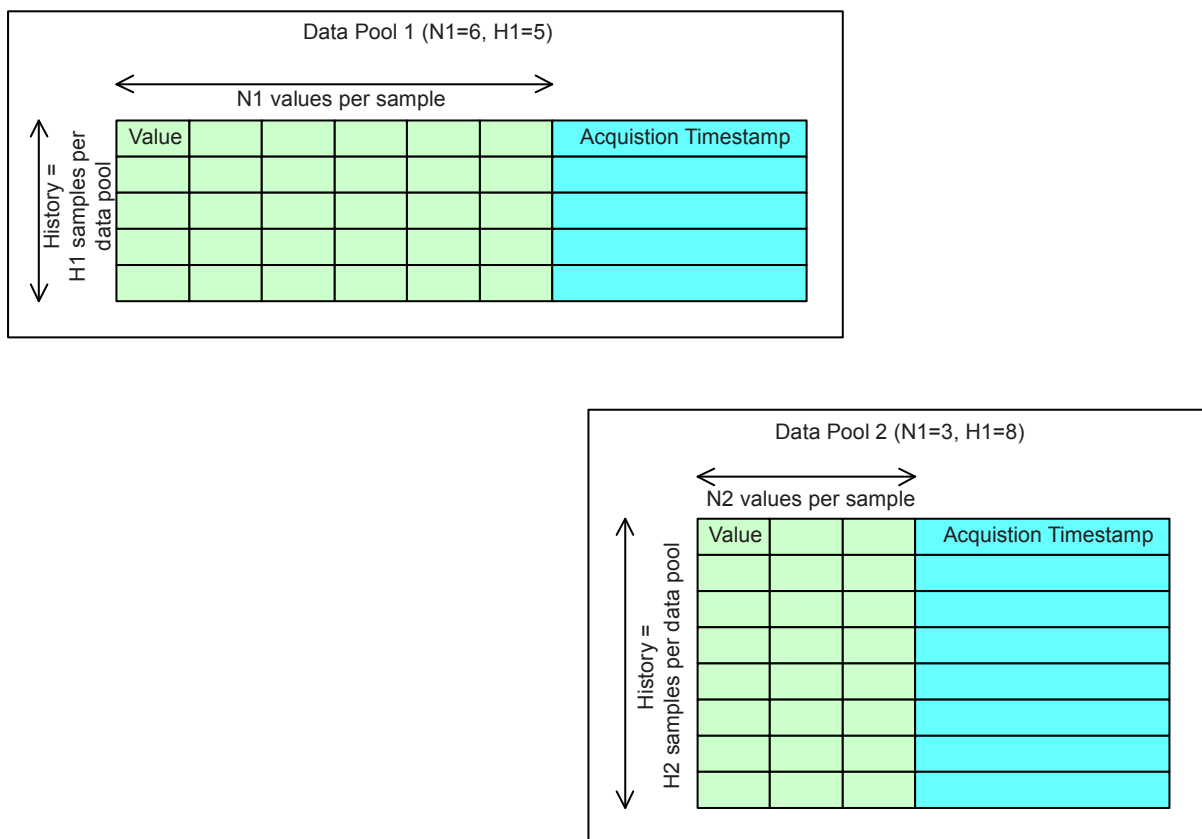 Data Pool 1 (N1=6, H1=5)
N1 values per sample
History =
H1 samples per
data pool
Value
Acquistion Timestamp
Data Pool 2 (N1=3, H1=8)
N2 values per sample
History =
H2 samples per data pool
Value
Acquistion Timestamp